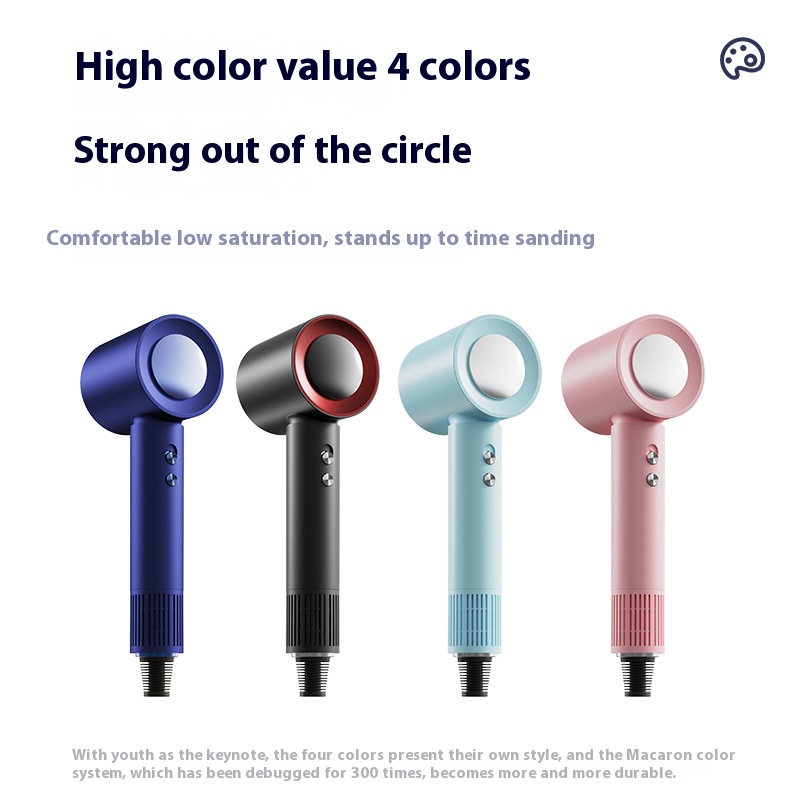 High color value 4 colors
Strong out of the circle
Comfortable low saturation, stands up to time sanding
With youth as the keynote, the four colors present their own style, and the Macaron color
system, which has been debugged for 300 times, becomes more and more durable.